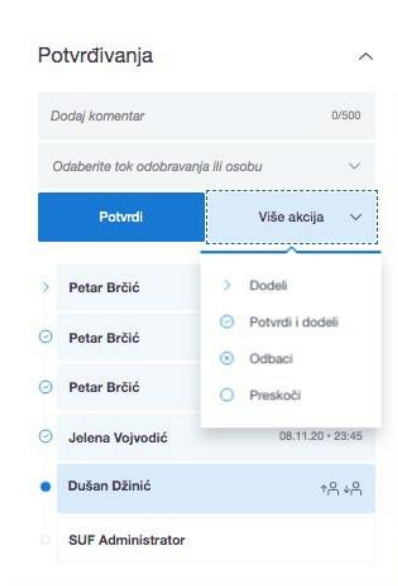 Potvrđivanja
Dodaj komentar 0/500
Odaberite tok odobravanja ili osobu
Potvrdi Više akcija
Petar Brčić Dodeli
Potvrdi i dodeli
Petar Brčić
Odbaci
Petar Brčić Preskoči
Jelena Vojvodić 08.11.20 • 23:45
Dušan Džinić
SUF Administrator